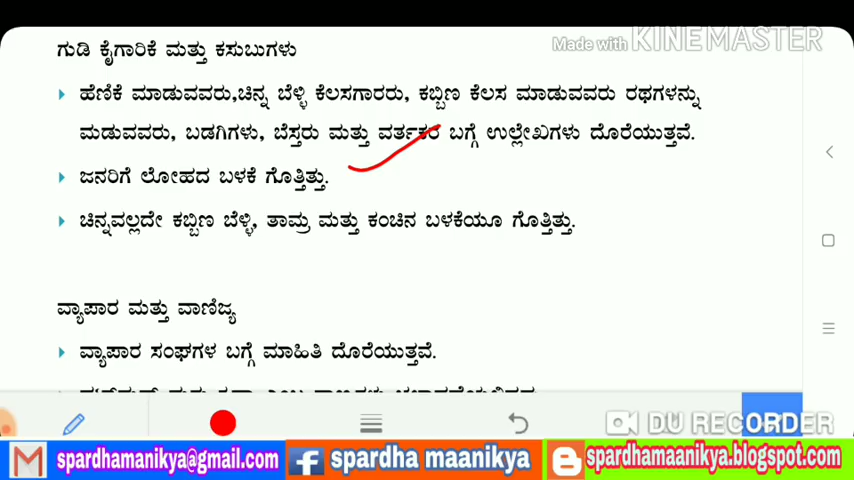 Made with KINEMASTER
ಗುಡಿ ಕೈಗಾರಿಕೆ ಮತ್ತು ಕಸುಬುಗಳು
ಹೆಣಿಕೆ ಮಾಡುವವರು,ಚಿನ್ನ ಬೆಳ್ಳಿ ಕೆಲಸಗಾರರು, ಕಬ್ಬಿಣ ಕೆಲಸ ಮಾಡುವವರು ರಥಗಳನ್ನು
ಮಡುವವರು, ಬಡಗಿಗಳು, ಬೆಸ್ತರು ಮತ್ತು ವರ್ತಕರ ಬಗ್ಗೆ ಉಲ್ಲೇಖಗಳು ದೊರೆಯುತ್ತವೆ.
ಜನರಿಗೆ ಲೋಹದ ಬಳಕೆ ಗೊತ್ತಿತ್ತು.
ಚಿನ್ನವಲ್ಲದೇ ಕಬ್ಬಿಣ ಬೆಳ್ಳಿ, ತಾಮ್ರ ಮತ್ತು ಕಂಚಿನ ಬಳಕೆಯೂ ಗೊತ್ತಿತ್ತು.
ವ್ಯಾಪಾರ ಮತ್ತು ವಾಣಿಜ್ಯ
ವ್ಯಾಪಾರ ಸಂಘಗಳ ಬಗ್ಗೆ ಮಾಹಿತಿ ದೊರೆಯುತ್ತವೆ.
DU RECORDER
spardhamanikya@gmail.com spardha maanikya spardhamaanikya.blogspot.com